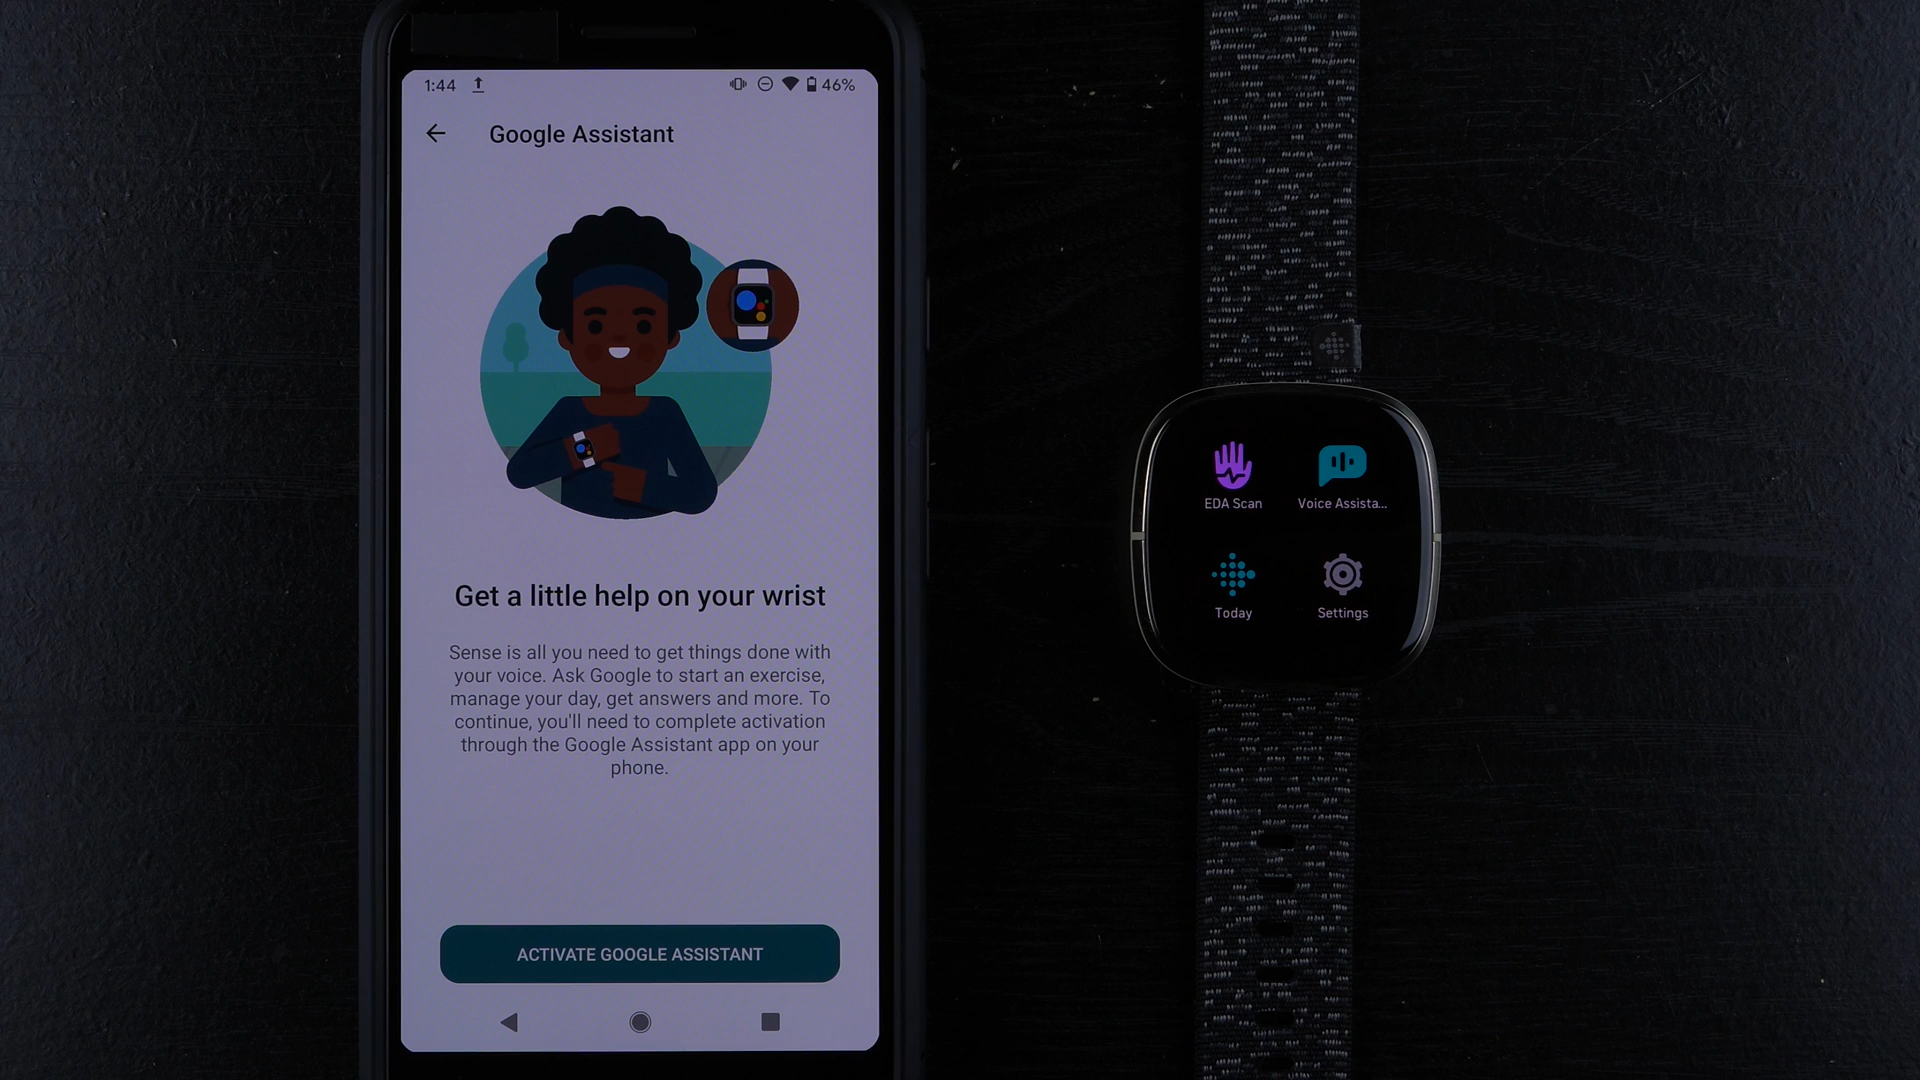 1:44
46%
Google Assistant
Get a little help on your wrist
Sense is all you need to get things done with
your voice. Ask Google to start an exercise,
manage your day, get answers and more. To
continue, you'll need to complete activation
through the Google Assistant app on your
phone.
ACTIVATE GOOGLE ASSISTANT
EDA Scan
Voice Assista...
Today
Settings